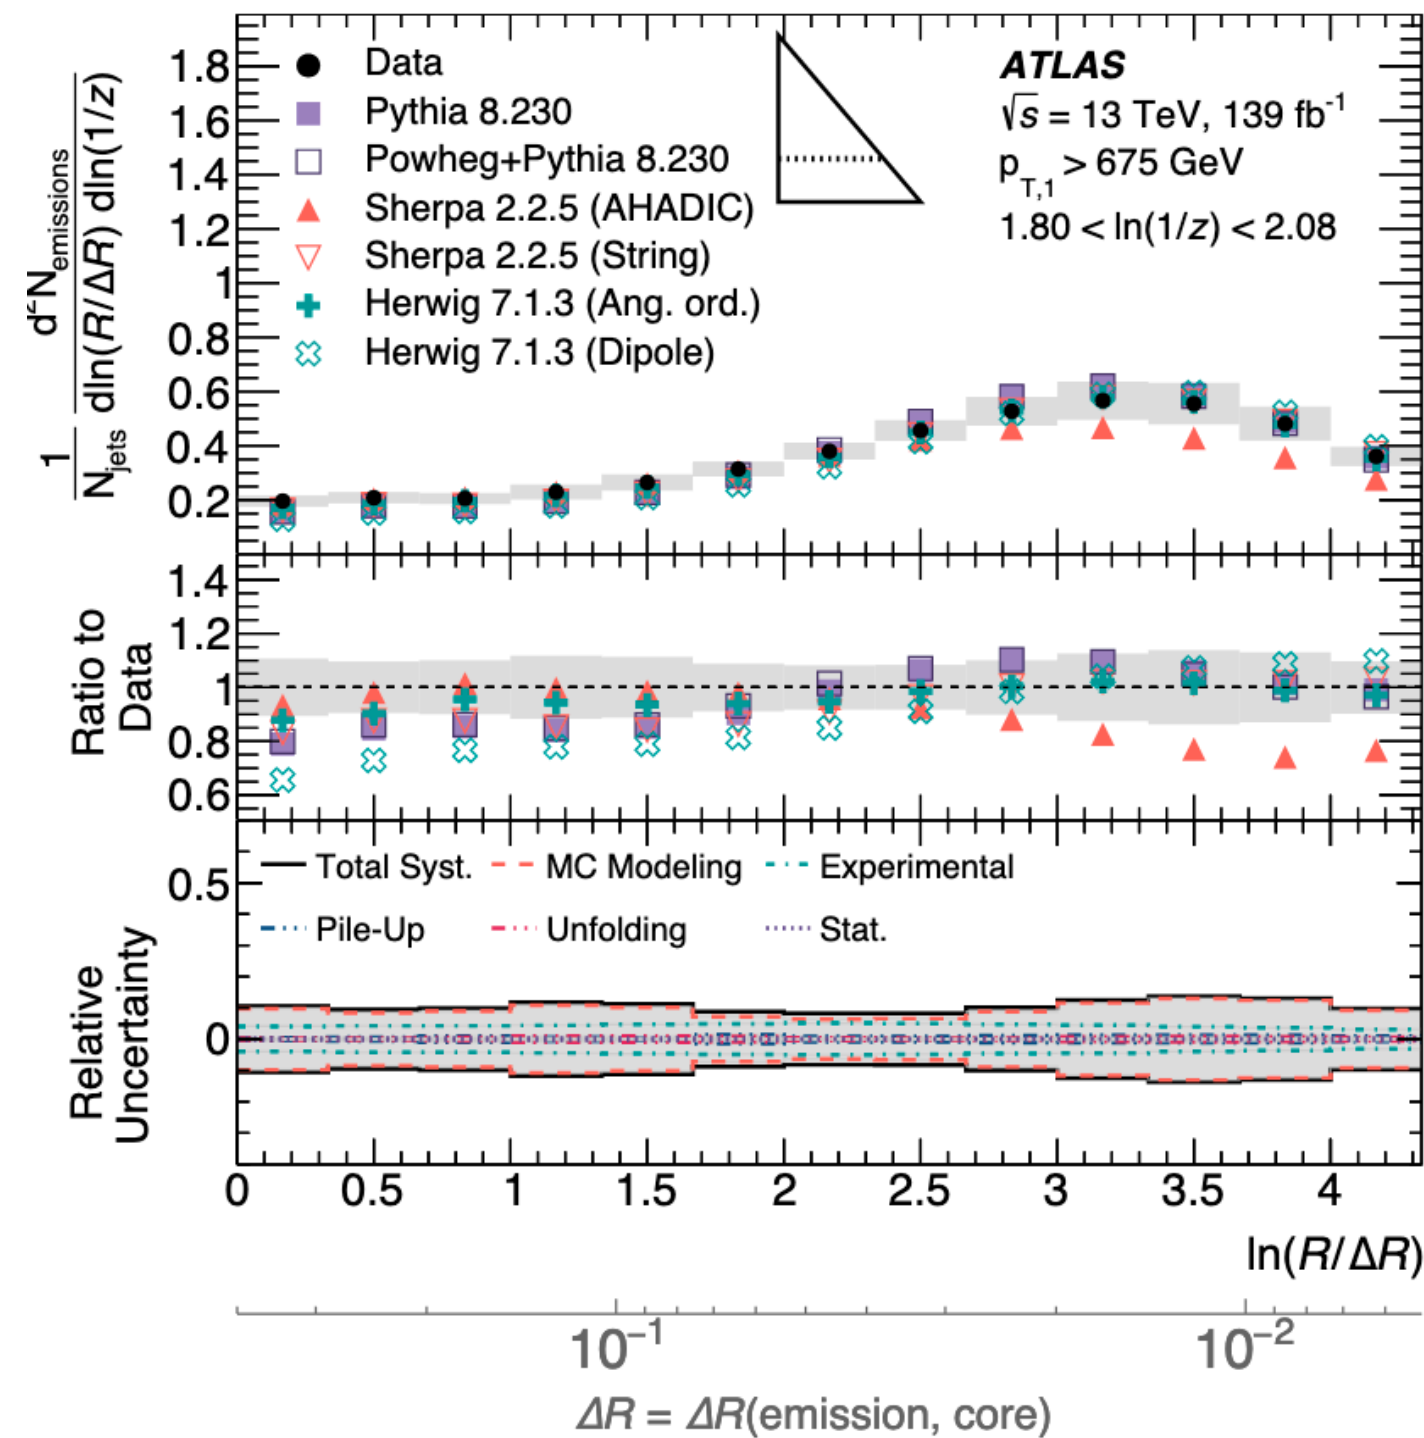 1.8
1.6
1.4
1.2
1
0.8
0.6
0.4
0.2
1/N_jets d²N_emissions/dln(R/ΔR) dln(1/z)
Data
Pythia 8.230
Powheg+Pythia 8.230
Sherpa 2.2.5 (AHADIC)
Sherpa 2.2.5 (String)
Herwig 7.1.3 (Ang. ord.)
Herwig 7.1.3 (Dipole)
ATLAS
√s = 13 TeV, 139 fb⁻¹
p_T,1 > 675 GeV
1.80 < ln(1/z) < 2.08
Ratio to
Data
1.4
1.2
1
0.8
0.6
Relative
Uncertainty
0.5
0
Total Syst. MC Modeling Experimental
Pile-Up Unfolding Stat.
0 0.5 1 1.5 2 2.5 3 3.5 4
ln(R/ΔR)
10⁻¹ 10⁻²
ΔR = ΔR(emission, core)